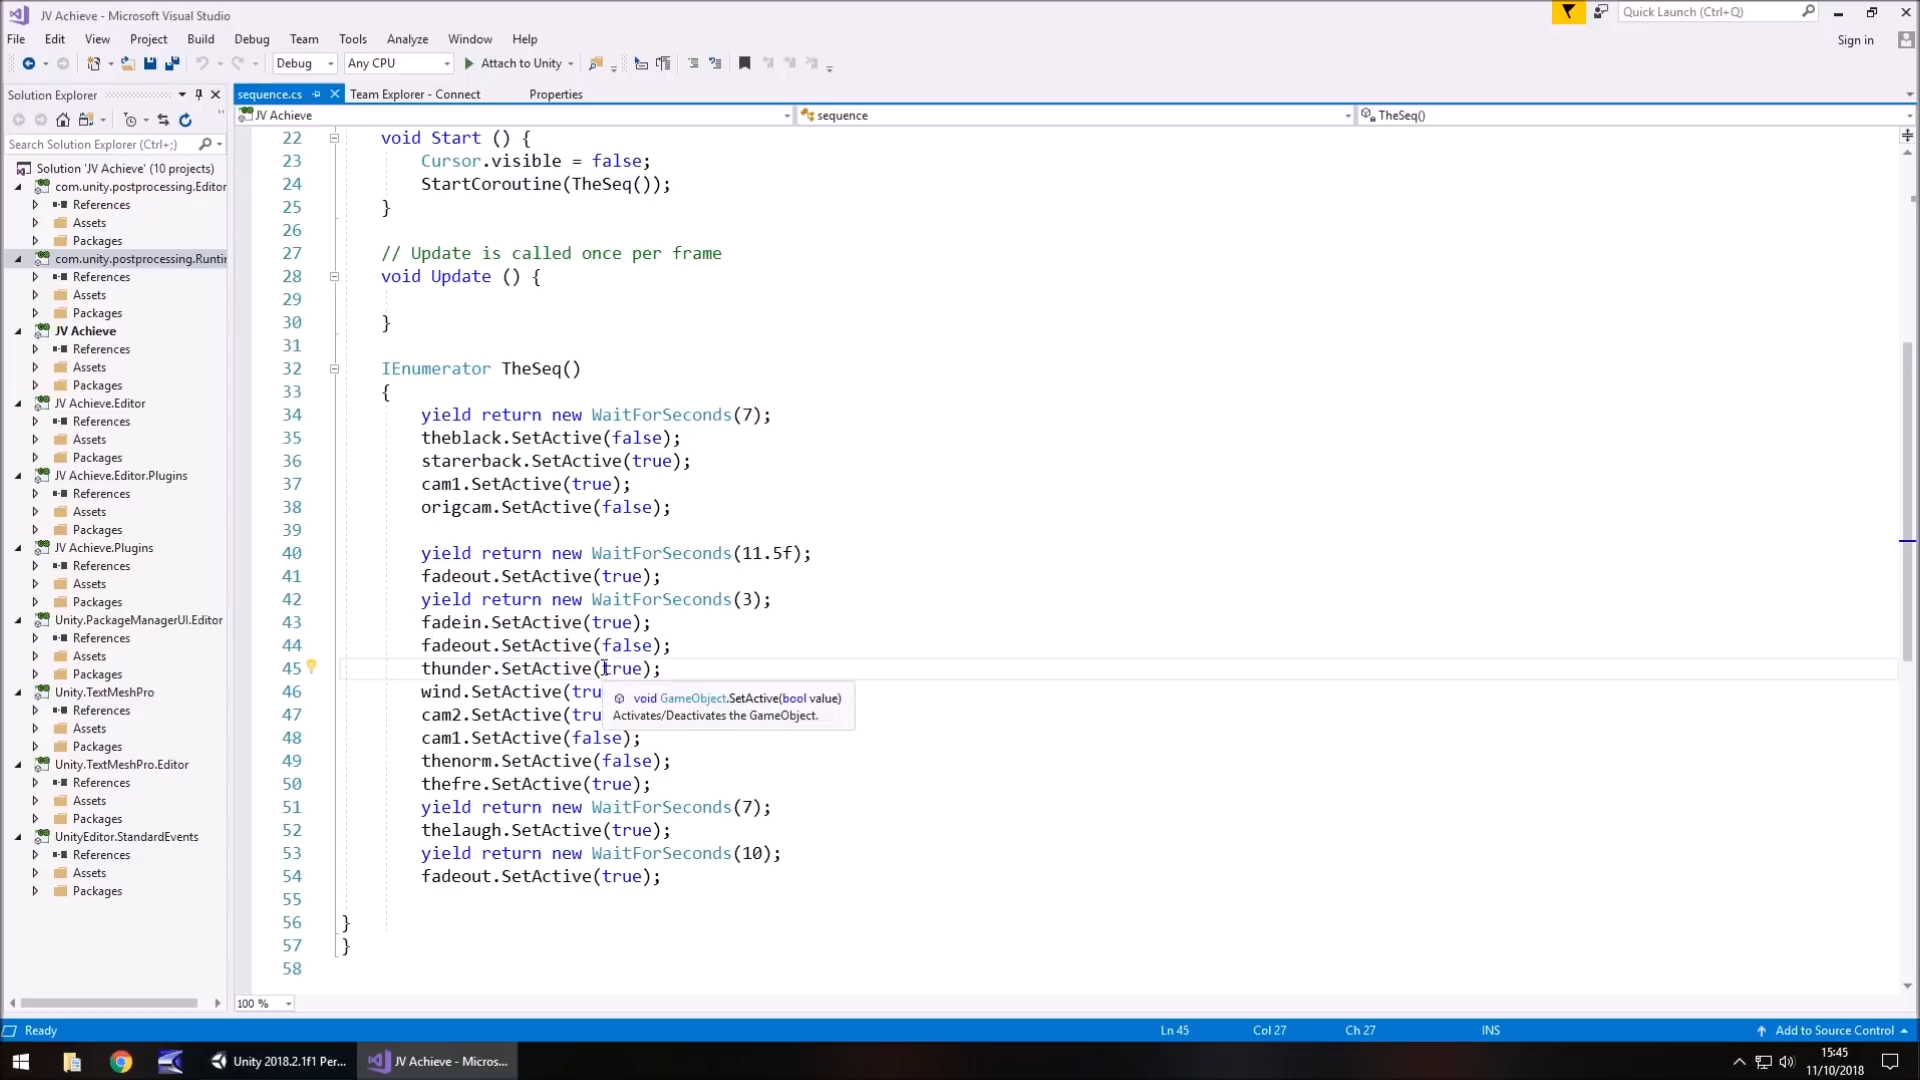 JV Achieve - Microsoft Visual Studio
Quick Launch (Ctrl+Q)
File Edit View Project Build Debug Team Tools Analyze Window Help
Sign in
Debug Any CPU Attach to Unity
Solution Explorer
sequence.cs Team Explorer - Connect Properties
JV Achieve sequence TheSeq()
Search Solution Explorer (Ctrl+;)
Solution 'JV Achieve' (10 projects)
com.unity.postprocessing.Editor
References
Assets
Packages
com.unity.postprocessing.Runtir
References
Assets
Packages
JV Achieve
References
Assets
Packages
JV Achieve.Editor
References
Assets
Packages
JV Achieve.Editor.Plugins
References
Assets
Packages
JV Achieve.Plugins
References
Assets
Packages
Unity.PackageManagerUI.Editor
References
Assets
Packages
Unity.TextMeshPro
References
Assets
Packages
Unity.TextMeshPro.Editor
References
Assets
Packages
UnityEditor.StandardEvents
References
Assets
Packages
22 void Start () {
23 Cursor.visible = false;
24 StartCoroutine(TheSeq());
25 }
26
27 // Update is called once per frame
28 void Update () {
29
30 }
31
32 IEnumerator TheSeq()
33 {
34 yield return new WaitForSeconds(7);
35 theblack.SetActive(false);
36 starerback.SetActive(true);
37 cam1.SetActive(true);
38 origcam.SetActive(false);
39
40 yield return new WaitForSeconds(11.5f);
41 fadeout.SetActive(true);
42 yield return new WaitForSeconds(3);
43 fadein.SetActive(true);
44 fadeout.SetActive(false);
45 thunder.SetActive(true);
46 wind.SetActive(tru
void GameObject.SetActive(bool value)
Activates/Deactivates the GameObject.
47 cam2.SetActive(tru
48 cam1.SetActive(false);
49 thenorm.SetActive(false);
50 thefre.SetActive(true);
51 yield return new WaitForSeconds(7);
52 thelaugh.SetActive(true);
53 yield return new WaitForSeconds(10);
54 fadeout.SetActive(true);
55
56 }
57 }
58
100 %
Ready Ln 45 Col 27 Ch 27 INS Add to Source Control
Unity 2018.2.1f1 Per... JV Achieve - Micros...
15:45
11/10/2018